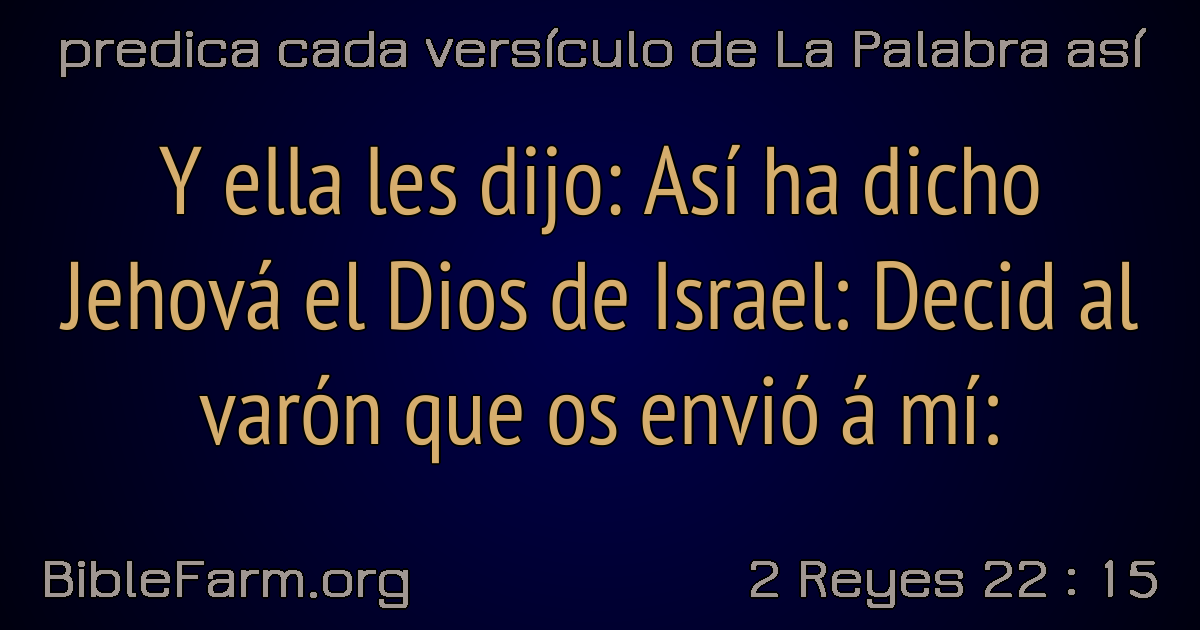 predica cada versículo de La Palabra así
Y ella les dijo: Así ha dicho
Jehová el Dios de Israel: Decid al
varón que os envió á mí:
BibleFarm.org
2 Reyes 22 : 15